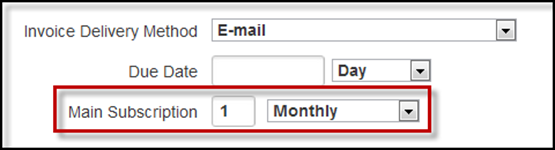 Invoice Delivery Method E-mail
Due Date Day
Main Subscription 1 Monthly